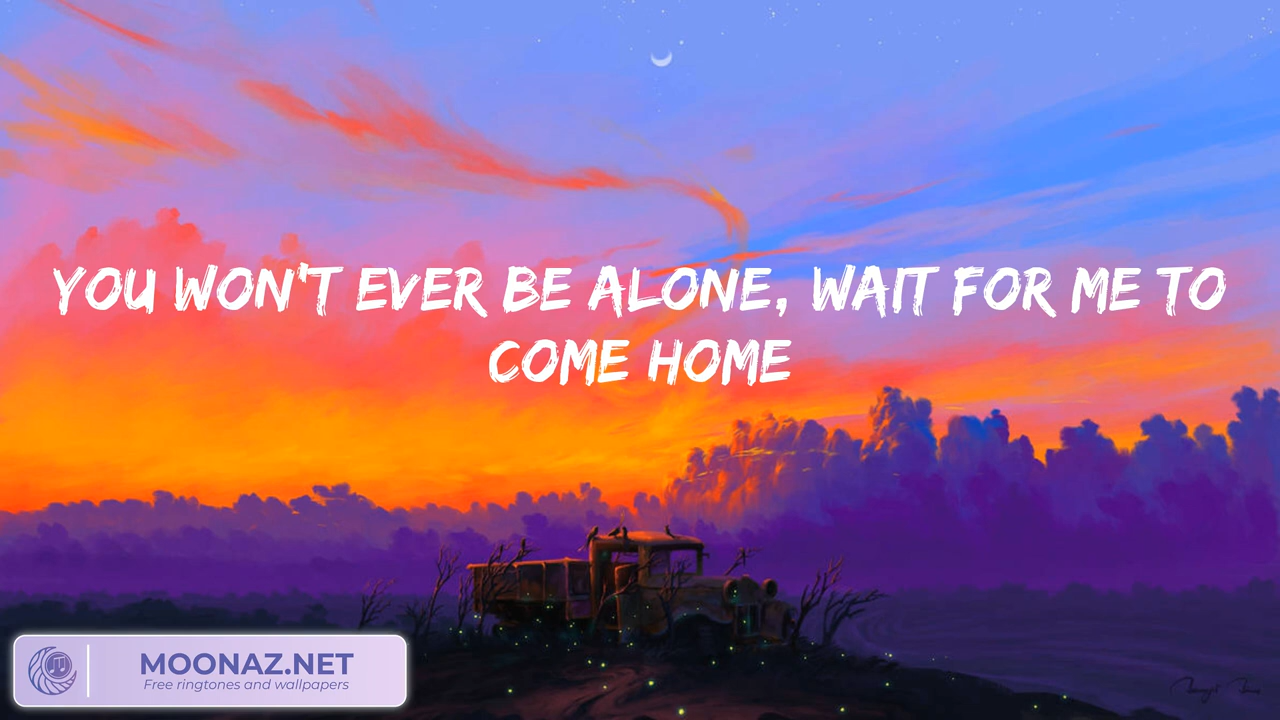 YOU WON'T EVER BE ALONE, WAIT FOR ME TO
COME HOME
MOONAZ.NET
Free ringtones and wallpapers